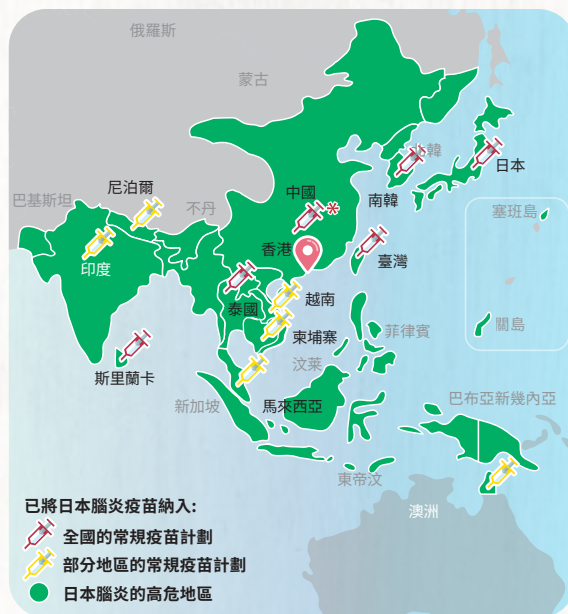 俄羅斯
蒙古
北韓
日本
尼泊爾
巴基斯坦
不丹
中國
*
南韓
塞班島
香港
臺灣
印度
越南
泰國
關島
柬埔寨
菲律賓
斯里蘭卡
汶萊
新加坡
馬來西亞
巴布亞新幾內亞
東帝汶
澳洲
已將日本腦炎疫苗納入:
全國的常規疫苗計劃
部分地區的常規疫苗計劃
日本腦炎的高危地區